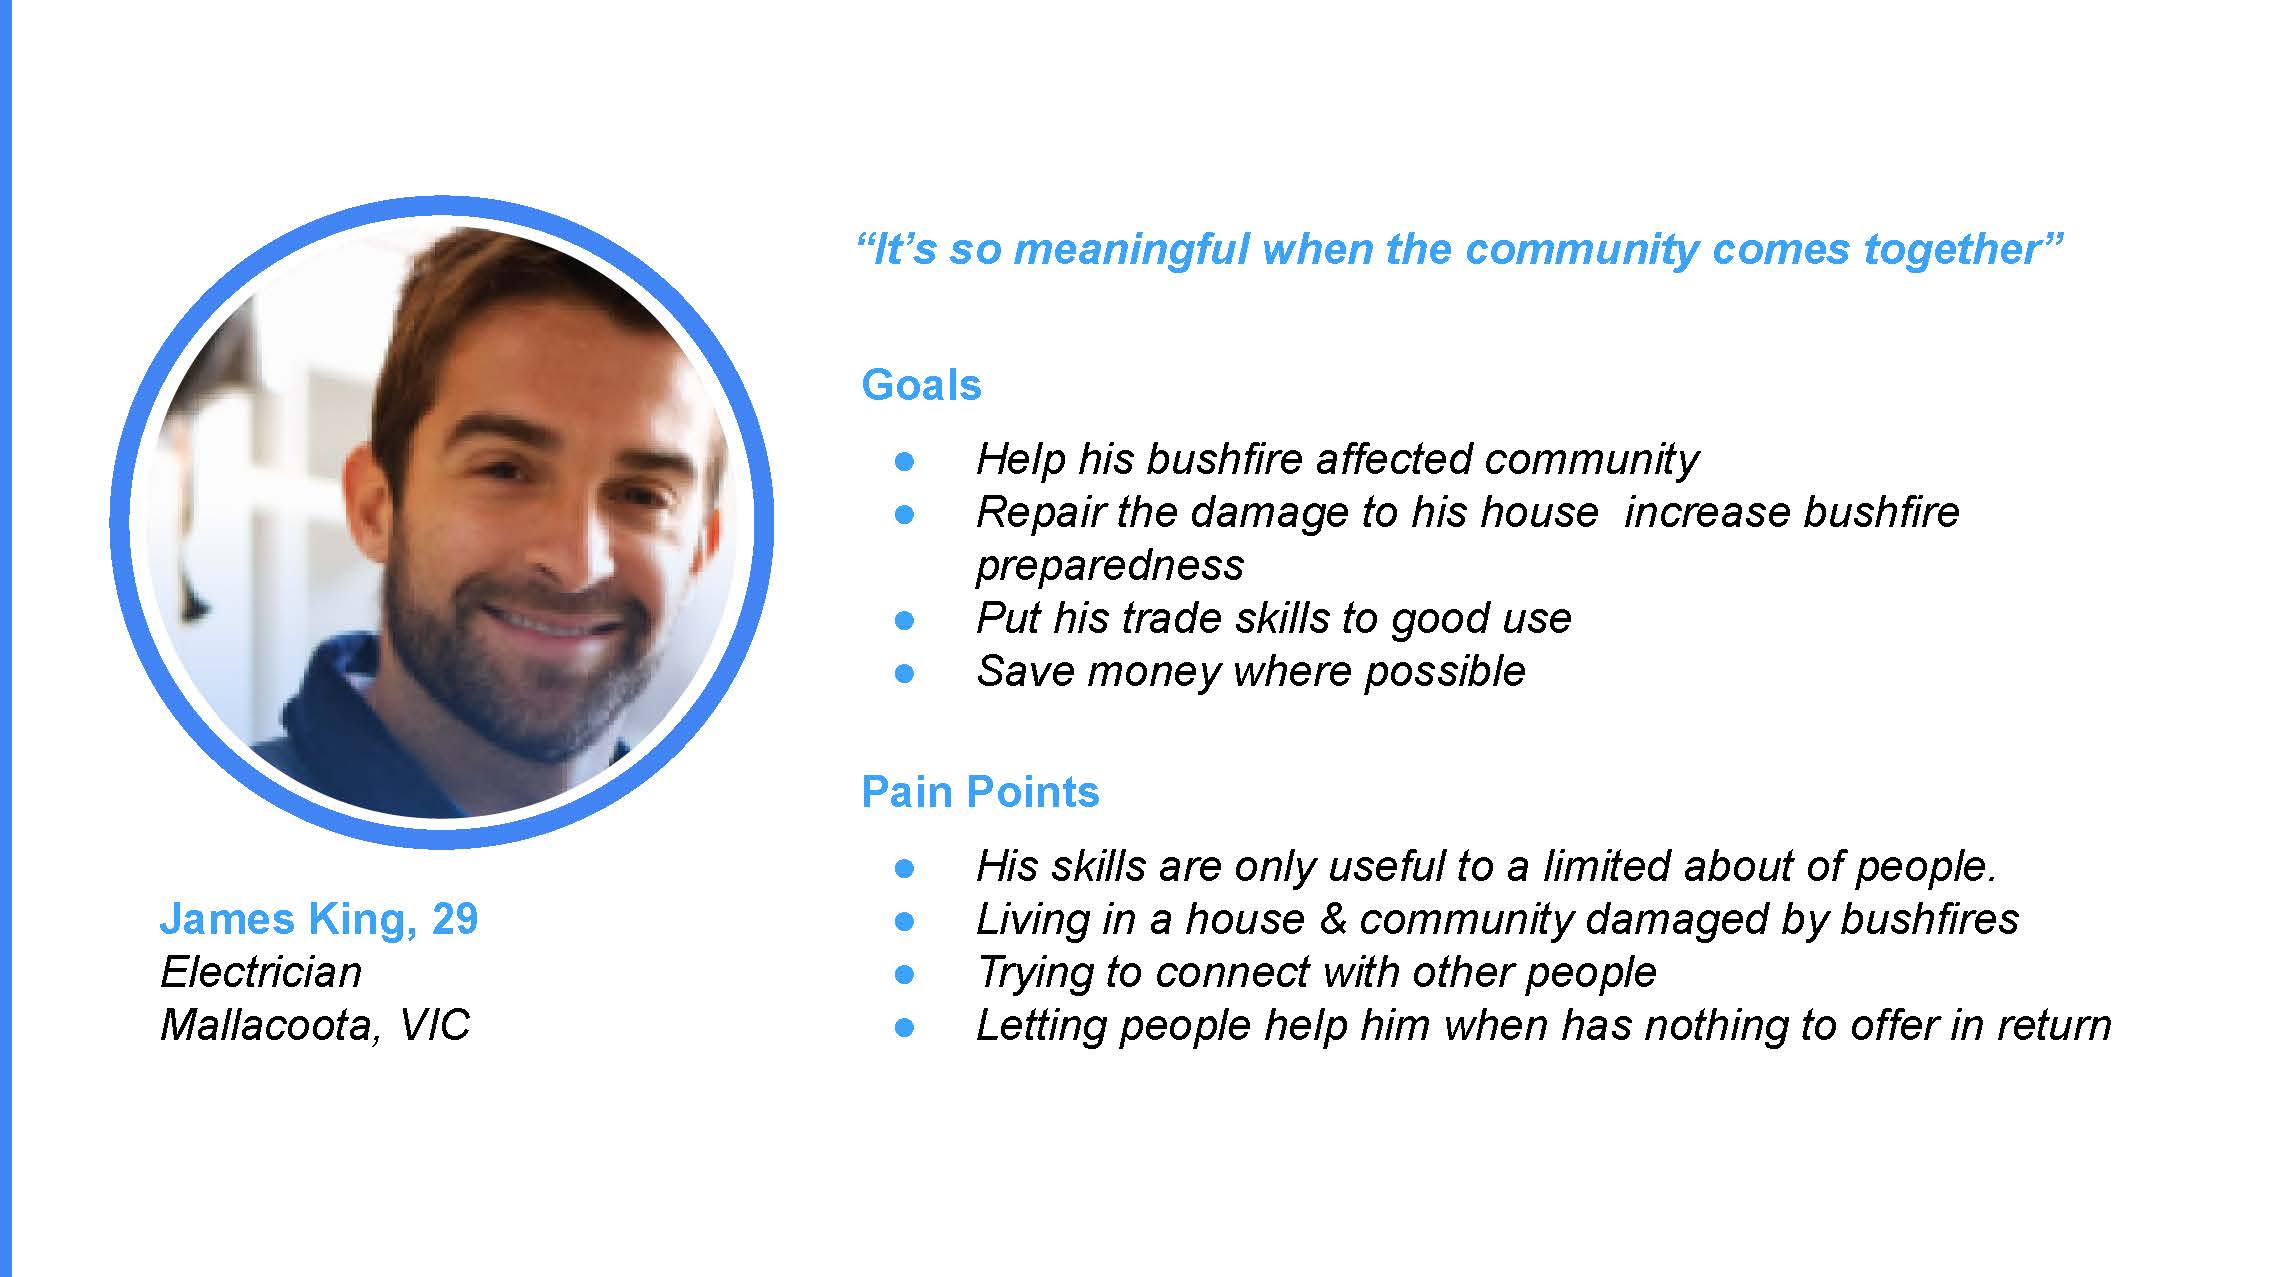 “It’s so meaningful when the community comes together”
Goals
● Help his bushfire affected community
● Repair the damage to his house  increase bushfire
preparedness
● Put his trade skills to good use
● Save money where possible
Pain Points
● His skills are only useful to a limited about of people.
● Living in a house & community damaged by bushfires
● Trying to connect with other people
● Letting people help him when has nothing to offer in return
James King, 29
Electrician
Mallacoota, VIC